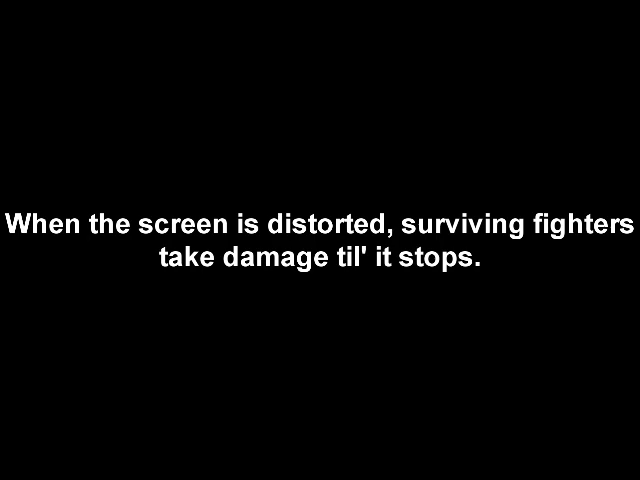 When the screen is distorted, surviving fighters
take damage til' it stops.